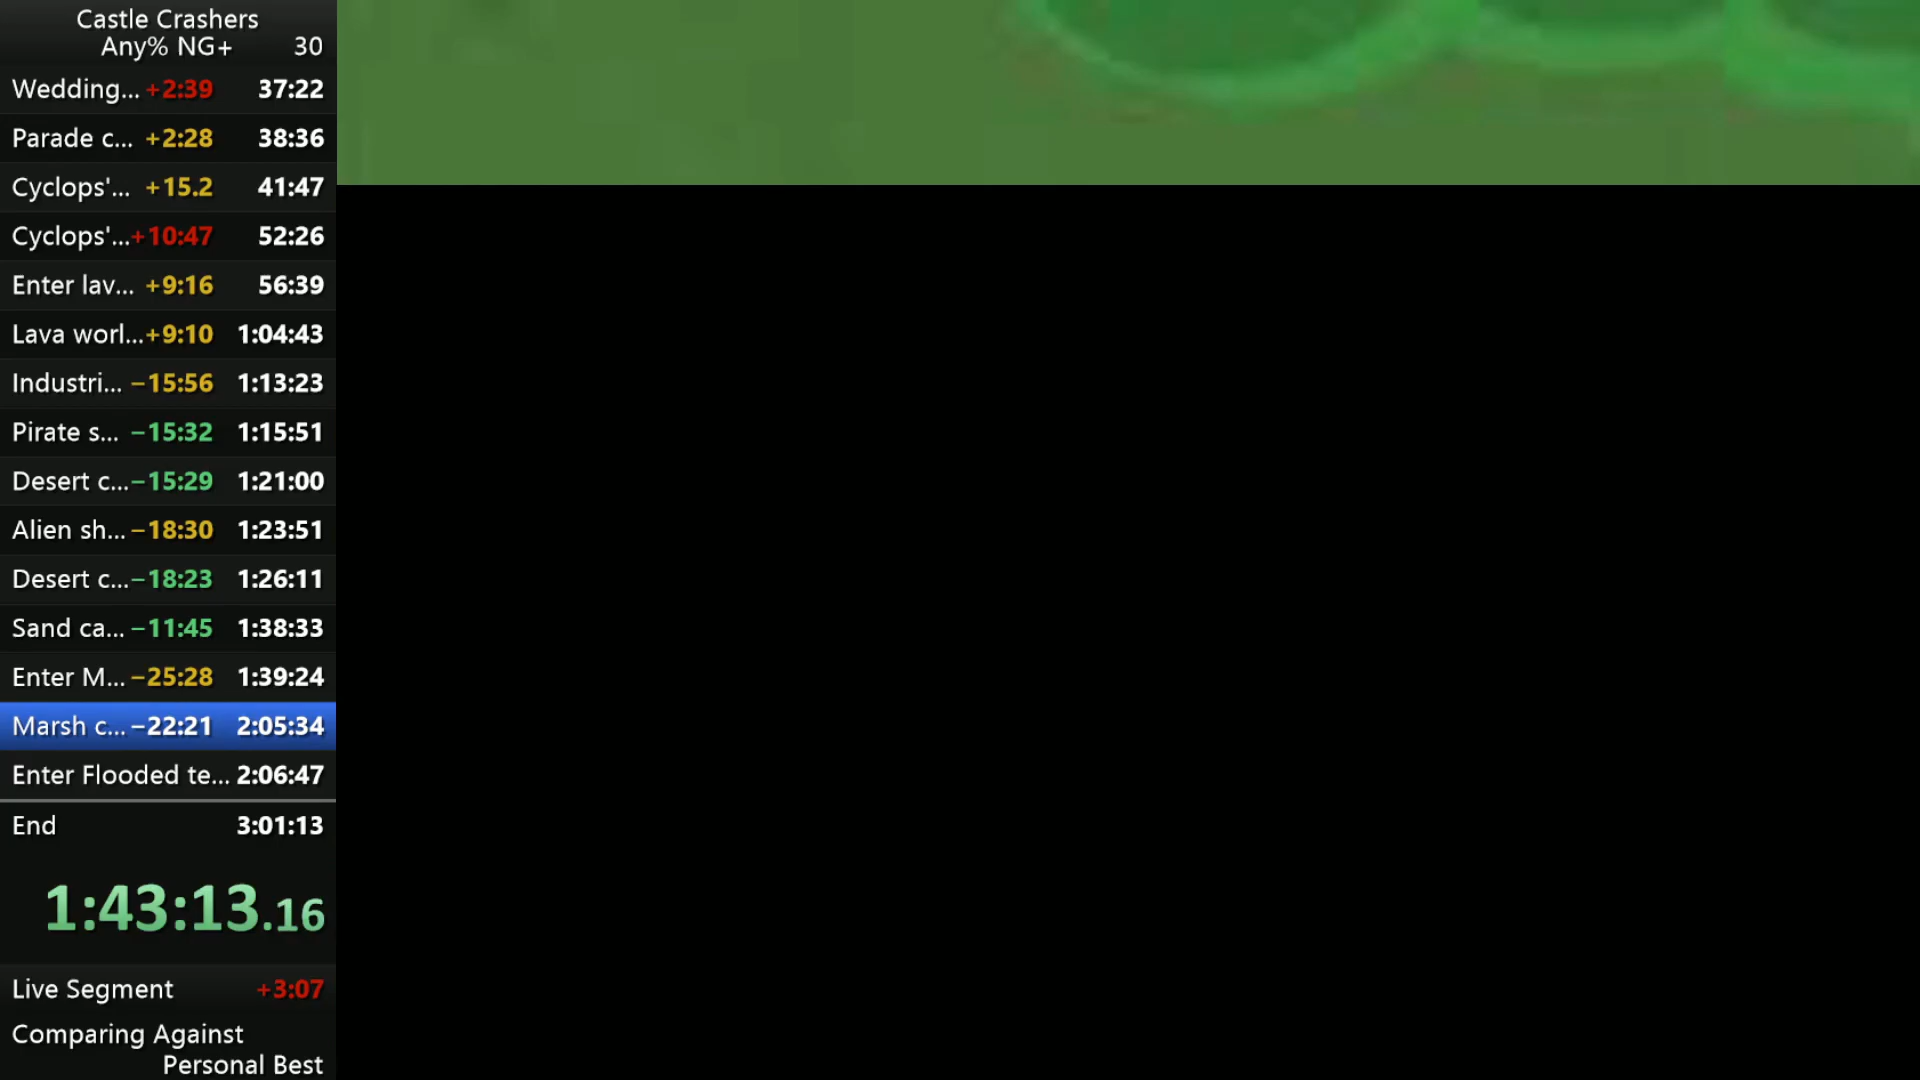 Castle Crashers
Any% NG+ 30
Wedding... +2:39 37:22
Parade c... +2:28 38:36
Cyclops'... +15.2 41:47
Cyclops'... +10:47 52:26
Enter lav... +9:16 56:39
Lava worl... +9:10 1:04:43
Industri... −15:56 1:13:23
Pirate s... −15:32 1:15:51
Desert c... −15:29 1:21:00
Alien sh... −18:30 1:23:51
Desert c... −18:23 1:26:11
Sand ca... −11:45 1:38:33
Enter M... −25:28 1:39:24
Marsh c... −22:21 2:05:34
Enter Flooded te... 2:06:47
End 3:01:13
1:43:13.16
Live Segment +3:07
Comparing Against
Personal Best